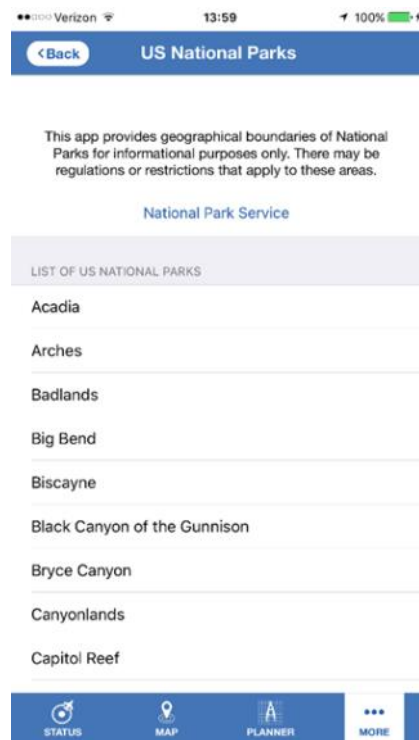 Verizon 13:59 100%
Back US National Parks
This app provides geographical boundaries of National
Parks for informational purposes only. There may be
regulations or restrictions that apply to these areas.
National Park Service
LIST OF US NATIONAL PARKS
Acadia
Arches
Badlands
Big Bend
Biscayne
Black Canyon of the Gunnison
Bryce Canyon
Canyonlands
Capitol Reef
STATUS MAP PLANNER MORE